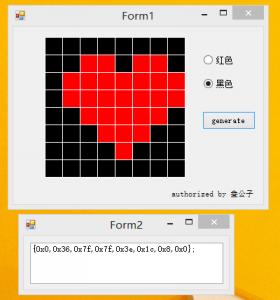 Form1
红色
黑色
generate
authorized by 秦公子
Form2
{0x0,0x36,0x7f,0x7f,0x3e,0x1c,0x8,0x0};